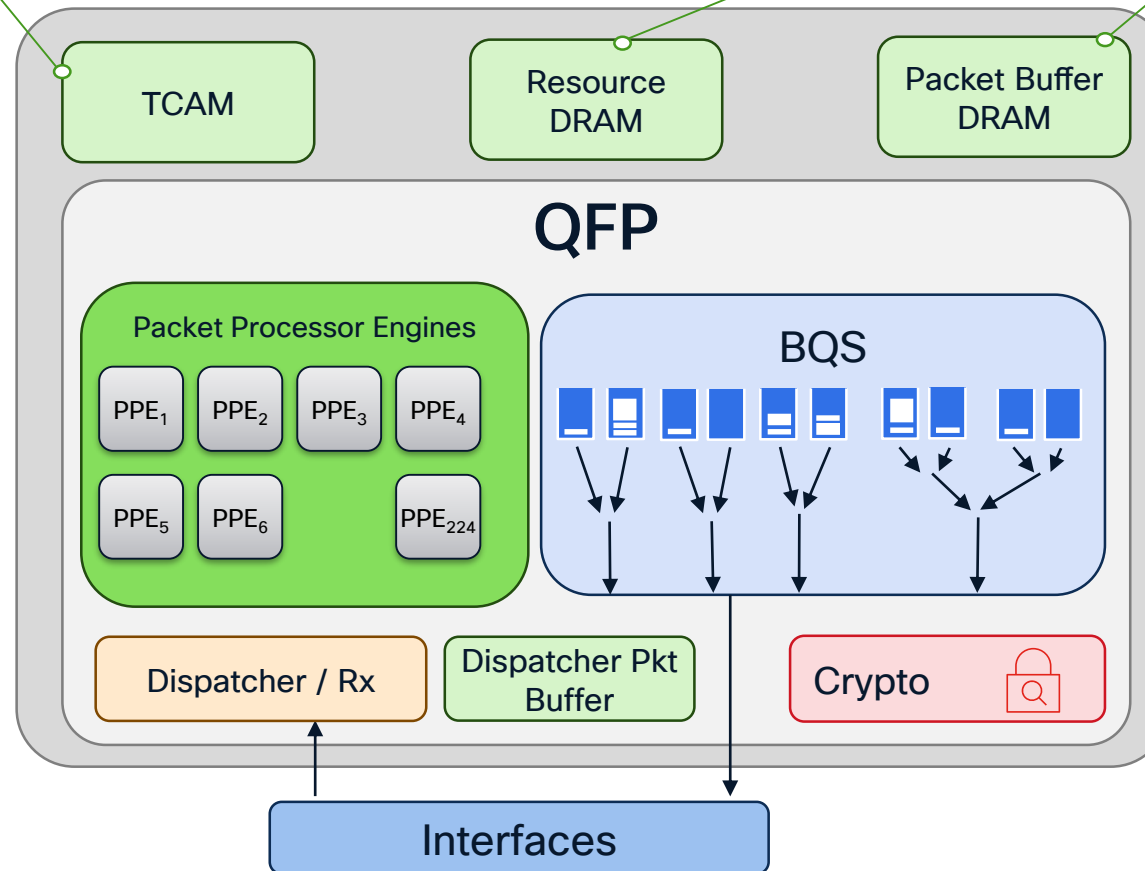 TCAM
Resource
DRAM
Packet Buffer
DRAM
QFP
Packet Processor Engines
PPE₁
PPE₂
PPE₃
PPE₄
PPE₅
PPE₆
PPE₂₂₄
BQS
Dispatcher / Rx
Dispatcher Pkt
Buffer
Crypto
Interfaces